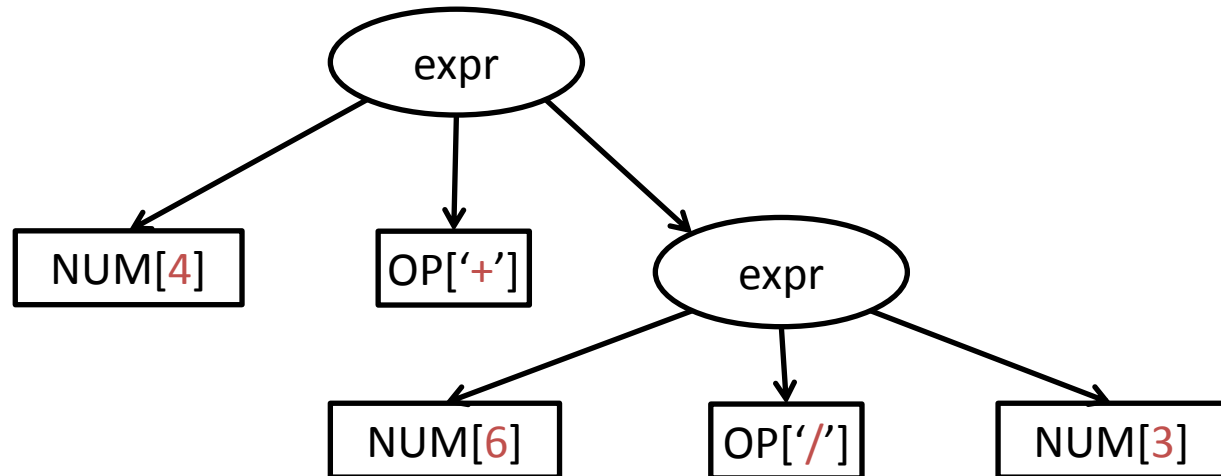 expr
NUM[4]
OP[‘+’]
expr
NUM[6]
OP[‘/’]
NUM[3]